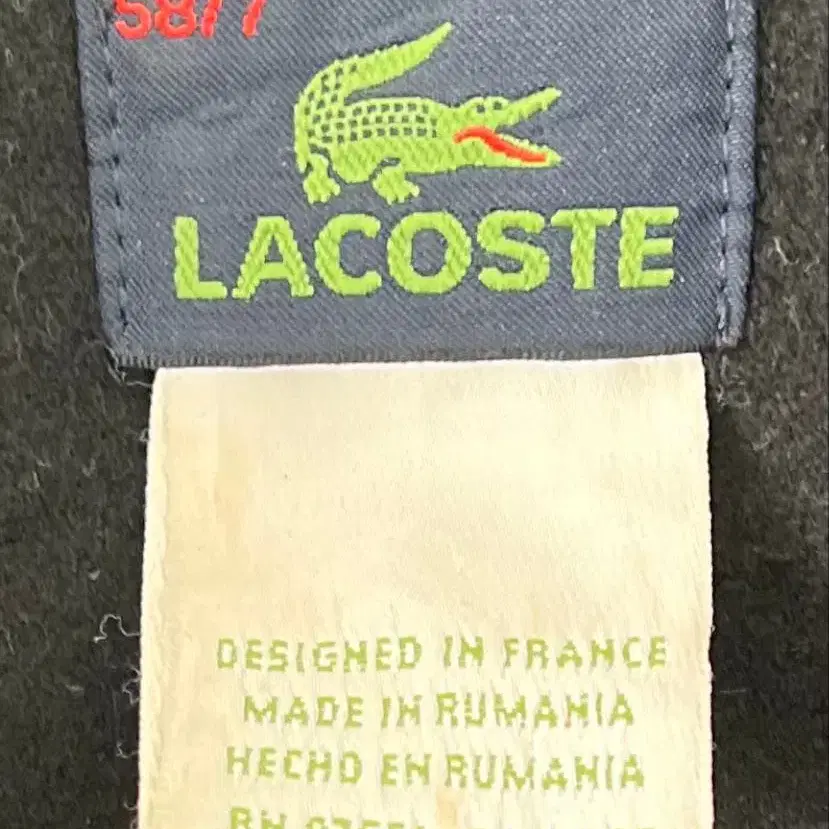 LACOSTE
DESIGNED IN FRANCE
MADE IN RUMANIA
HECHO EN RUMANIA